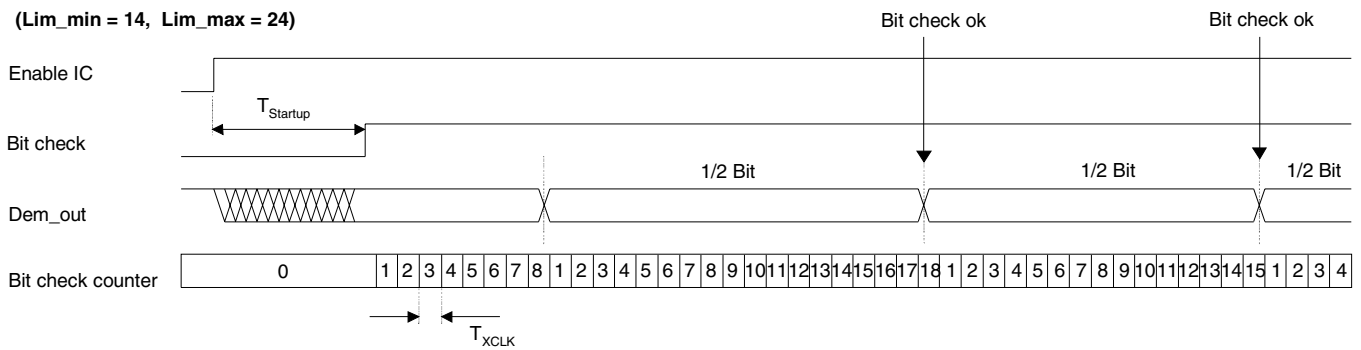 (Lim_min = 14, Lim_max = 24)
Bit check ok
Bit check ok
Enable IC
T Startup
Bit check
1/2 Bit
1/2 Bit
1/2 Bit
Dem_out
Bit check counter
0 1 2 3 4 5 6 7 8 1 2 3 4 5 6 7 8 9 10 11 12 13 14 15 16 17 18 1 2 3 4 5 6 7 8 9 10 11 12 13 14 15 1 2 3 4
T XCLK